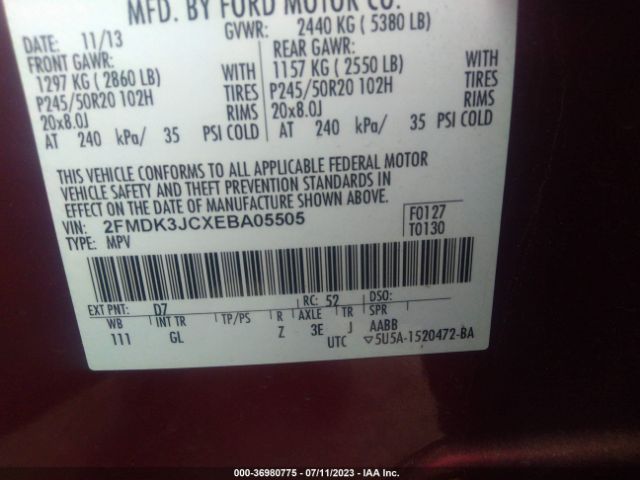 MFD. BY FORD MOTOR CO.
DATE: 11/13
GVWR: 2440 KG ( 5380 LB)
FRONT GAWR:
1297 KG ( 2860 LB) WITH
P245/50R20 102H TIRES
20x8.0J RIMS
AT 240 kPa/ 35 PSI COLD
REAR GAWR:
1157 KG ( 2550 LB) WITH
P245/50R20 102H TIRES
20x8.0J RIMS
AT 240 kPa/ 35 PSI COLD
THIS VEHICLE CONFORMS TO ALL APPLICABLE FEDERAL MOTOR
VEHICLE SAFETY AND THEFT PREVENTION STANDARDS IN
EFFECT ON THE DATE OF MANUFACTURE SHOWN ABOVE.
VIN: 2FMDK3JCXEBA05505
TYPE: MPV
F0127
T0130
EXT PNT: D7 RC: 52 DSO:
WB INT TR TP/PS R AXLE TR SPR
111 GL Z 3E J AABB
UTC ▽5U5A-1520472-BA
000-36980775 - 07/11/2023 - IAA Inc.